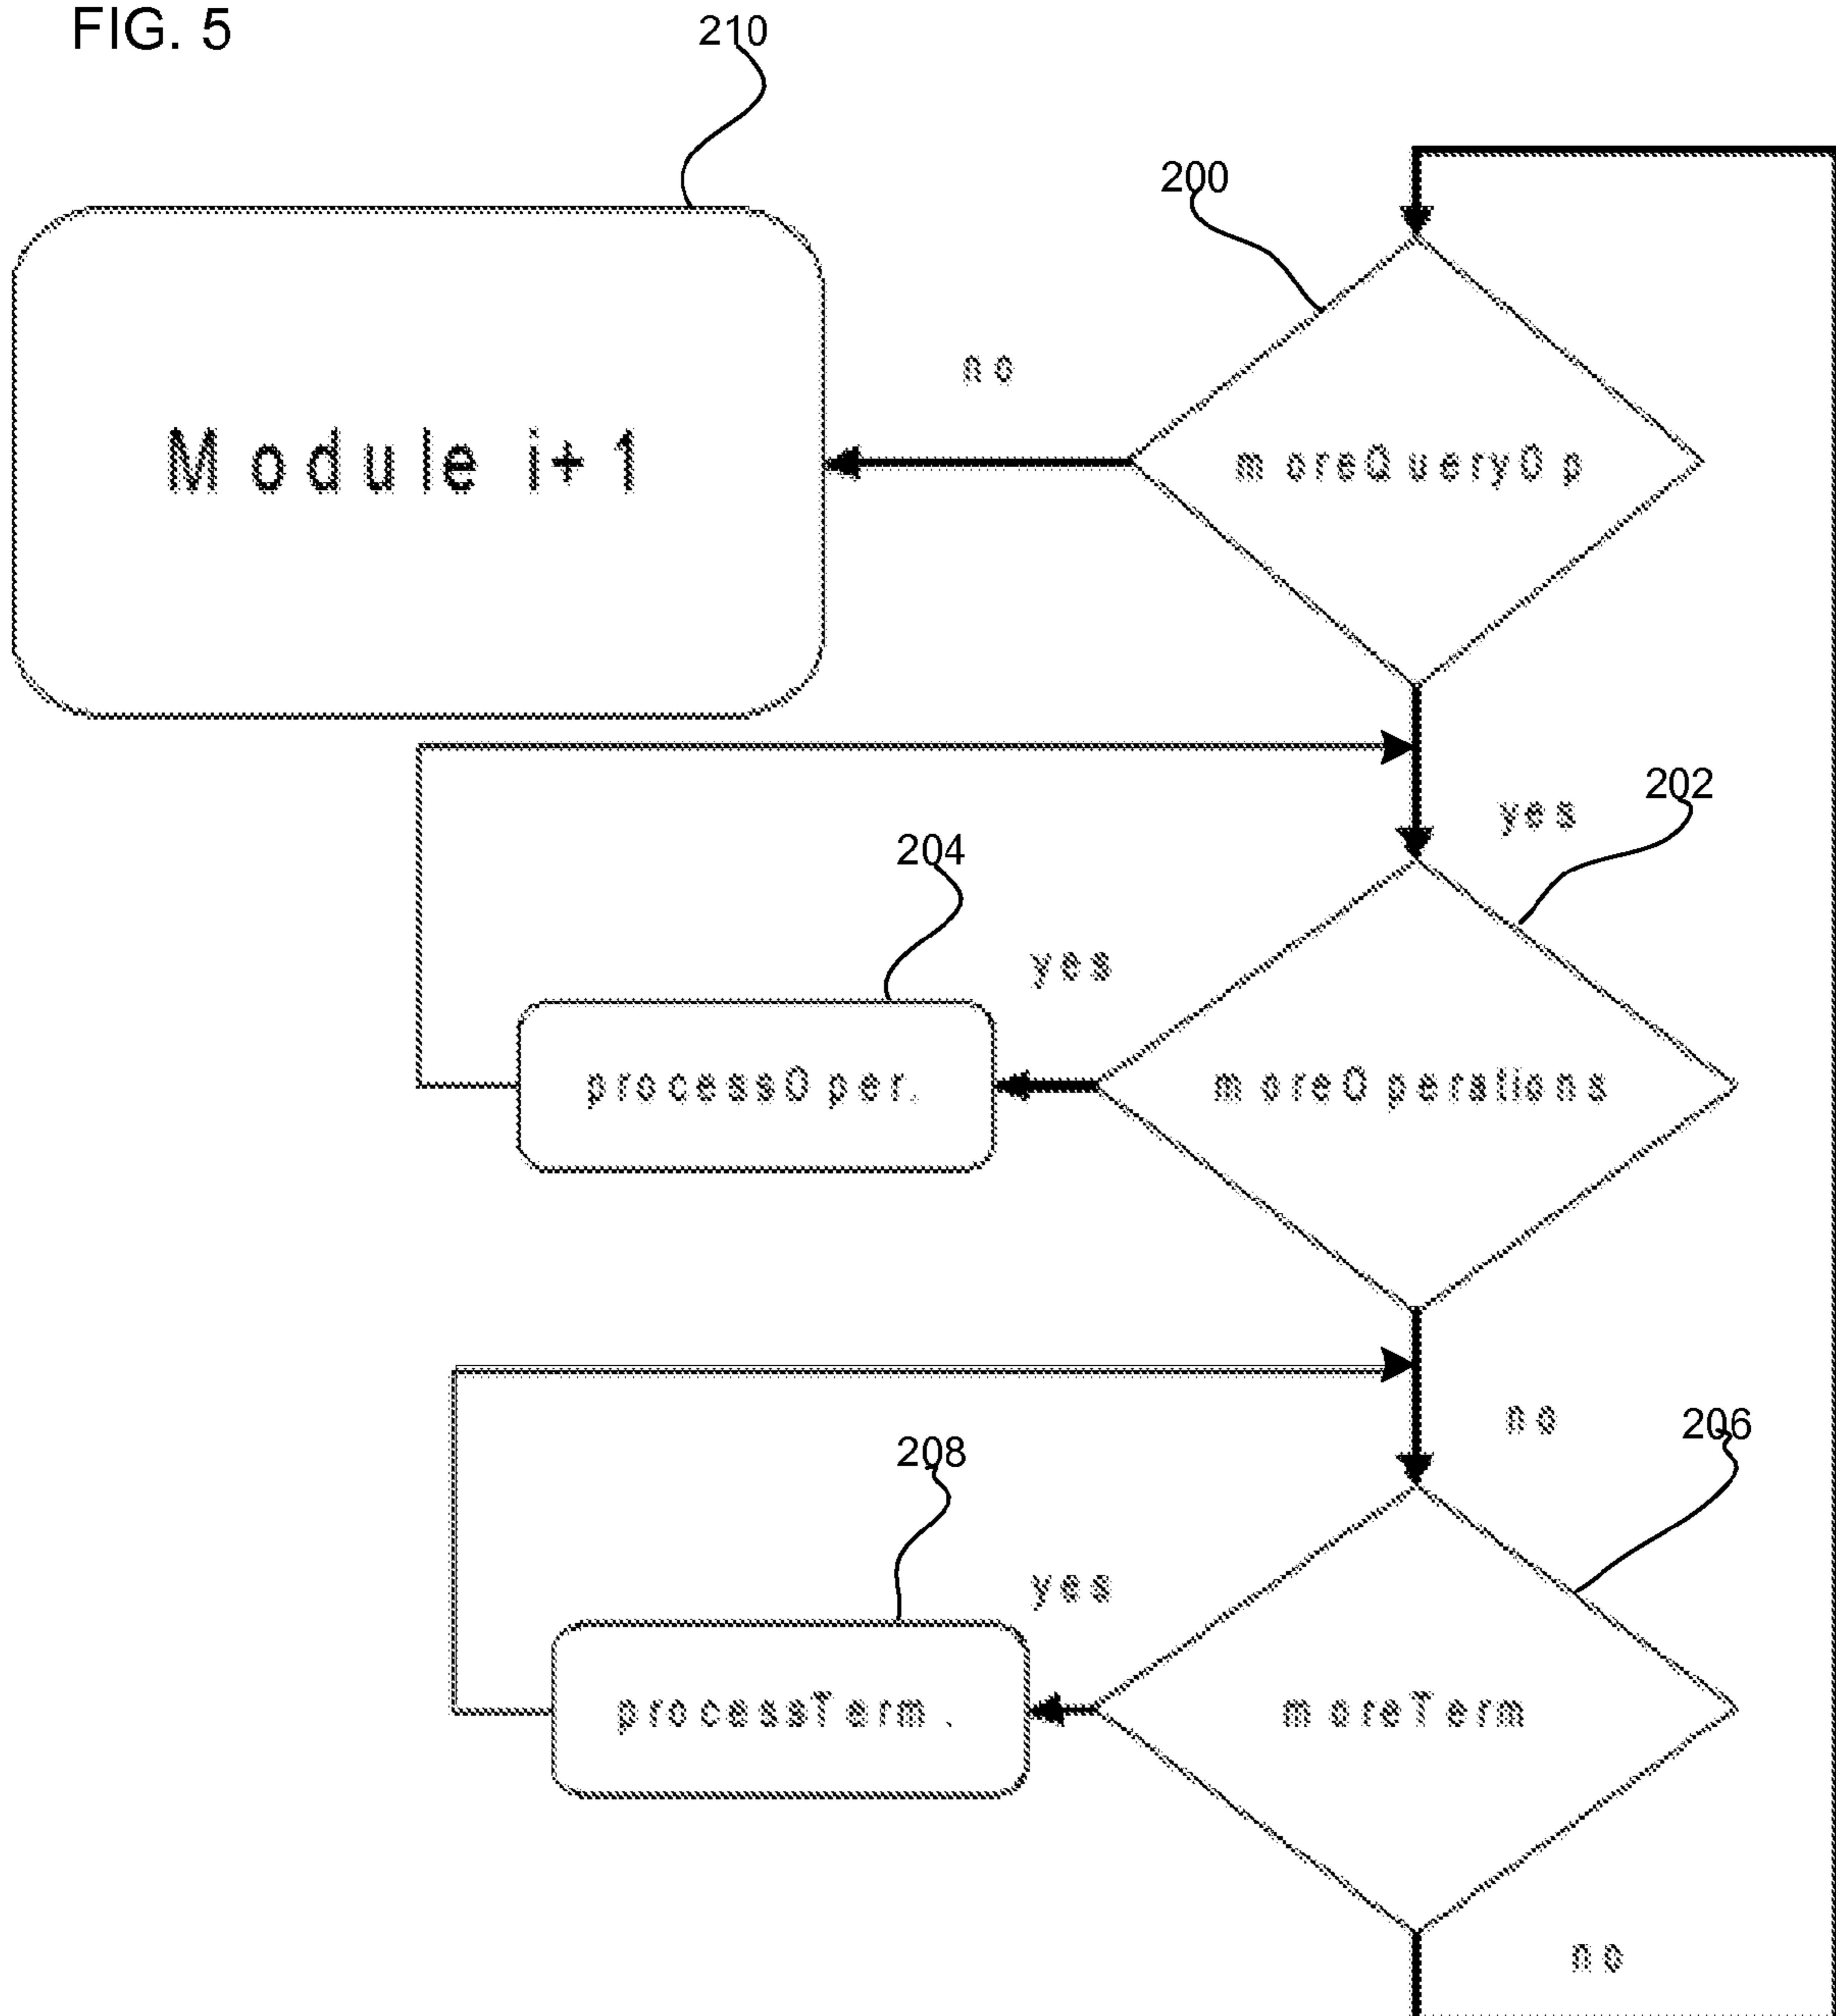 FIG. 5
210
200
no
Module i+1
moreQueryOp
202
yes
204
yes
processOper.
moreOperations
no
206
208
yes
processTerm.
moreTerm
no